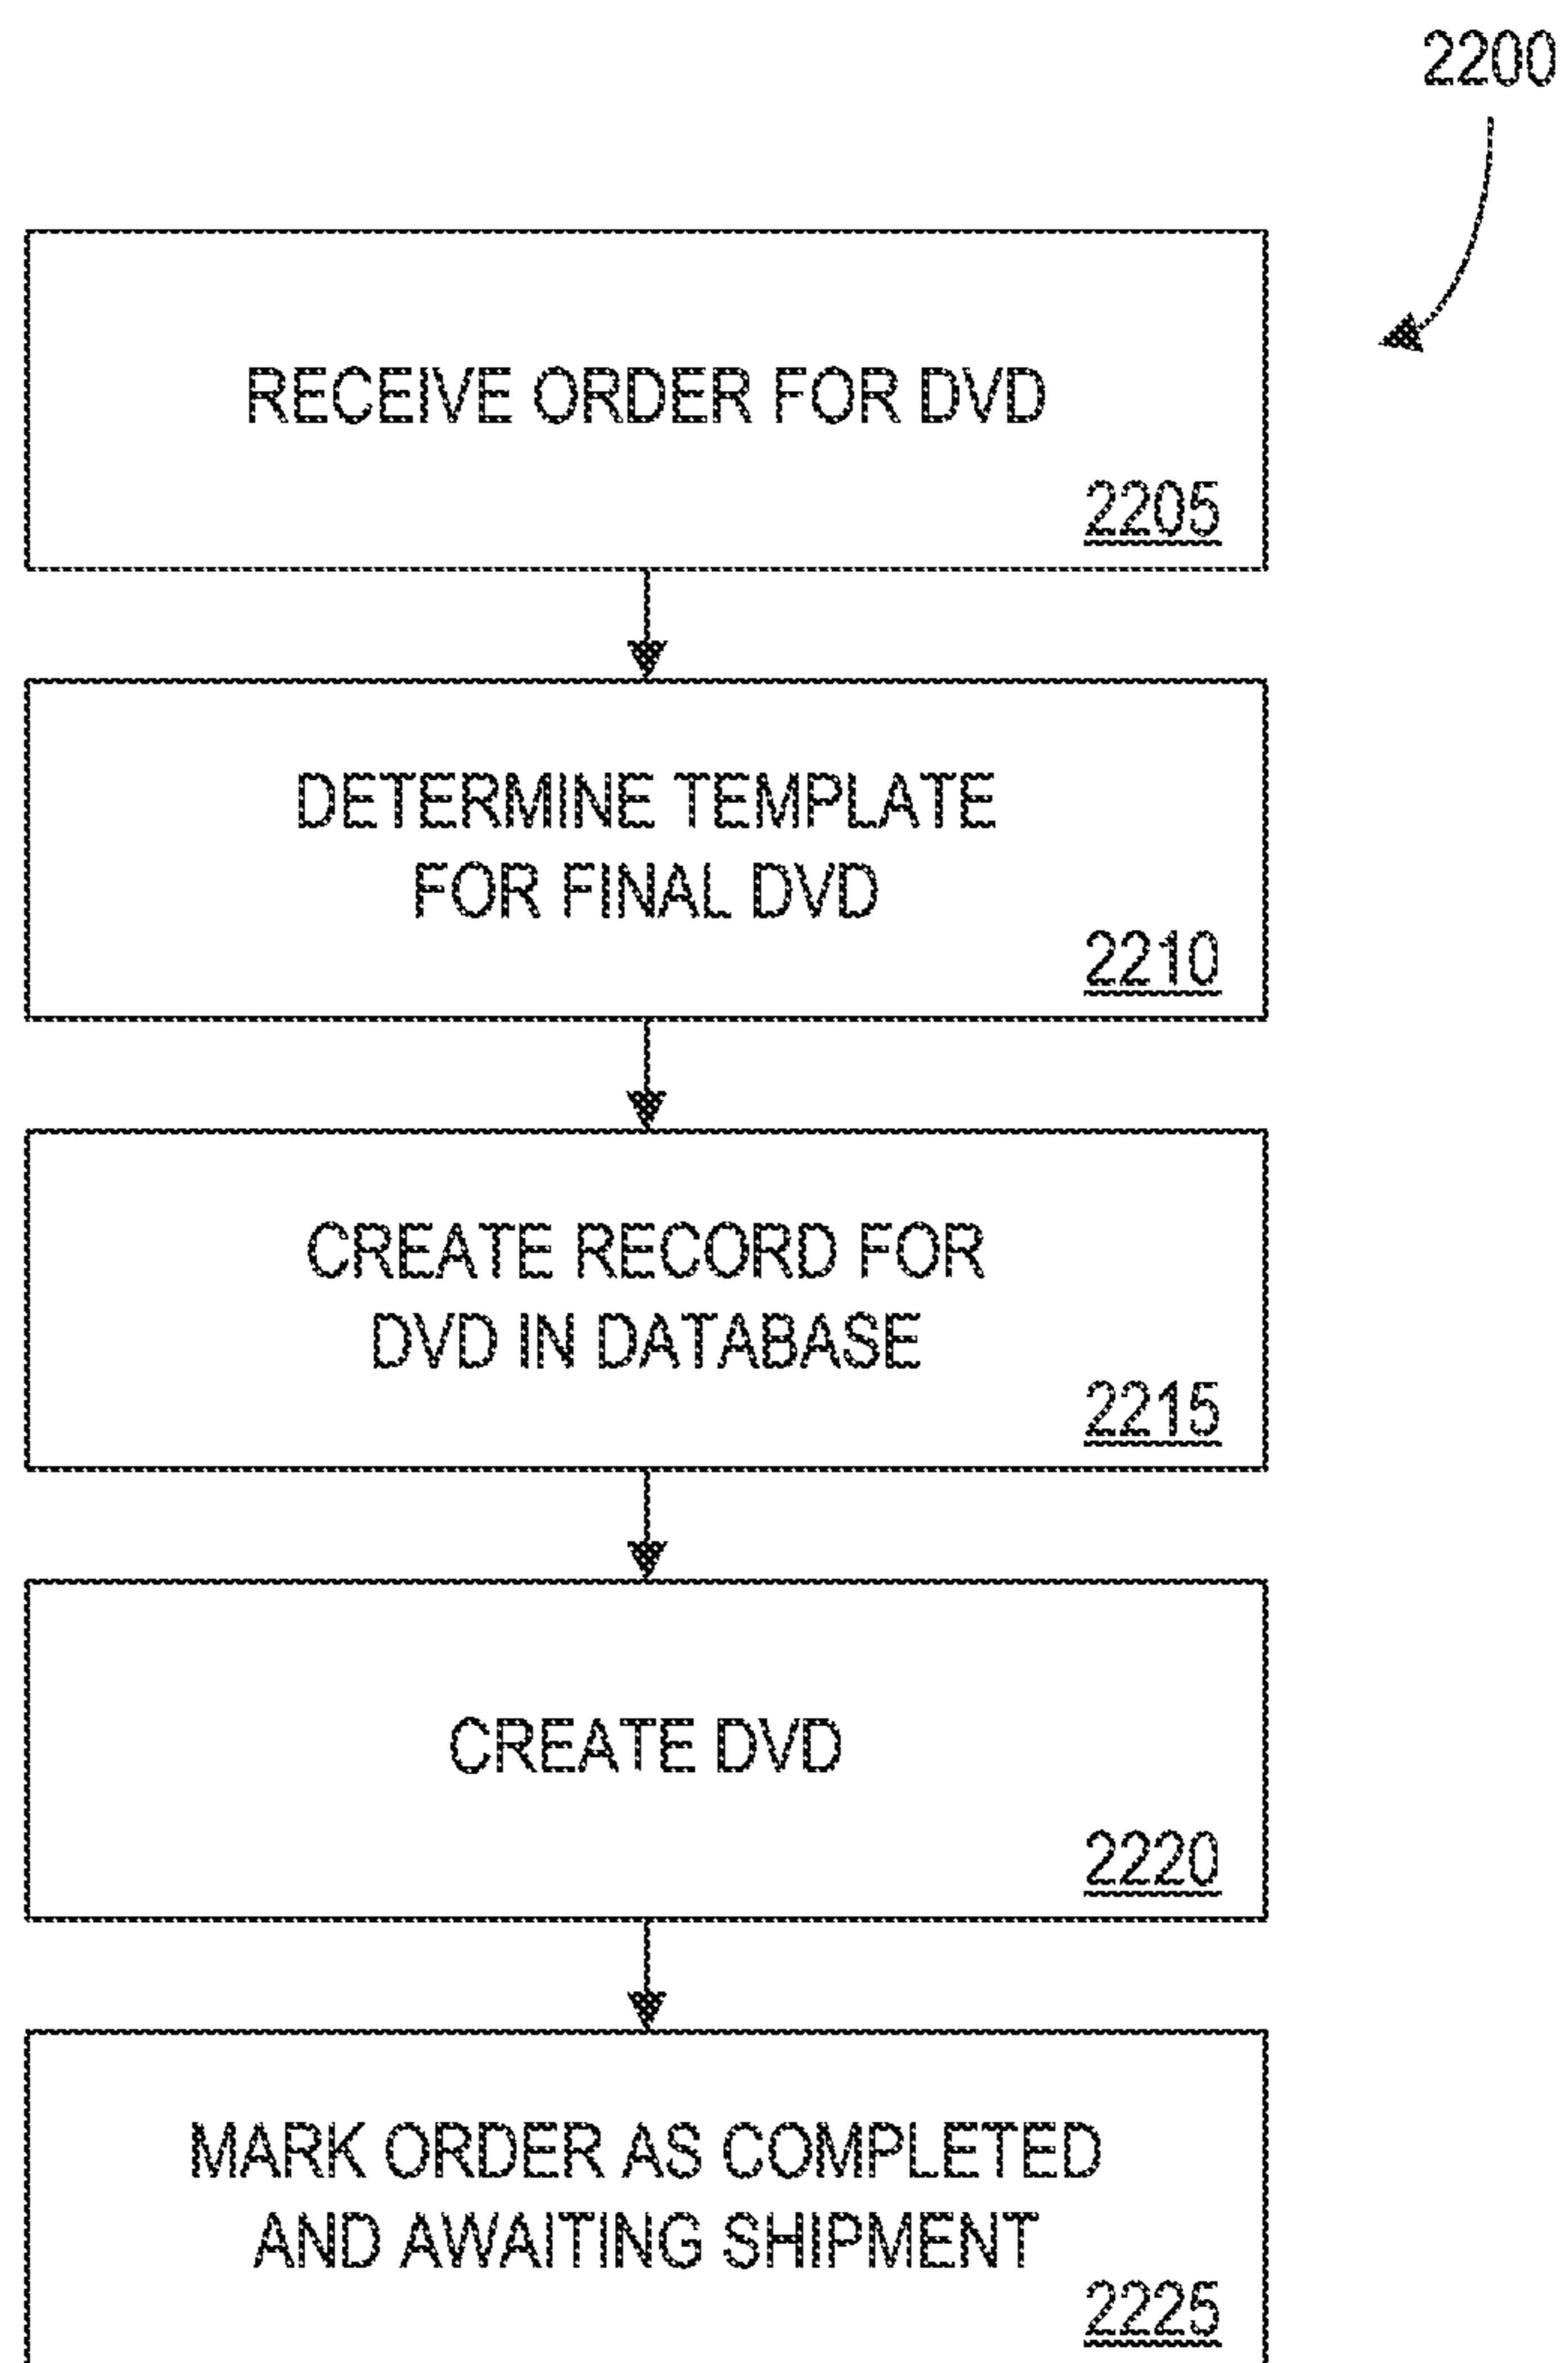 2200
RECEIVE ORDER FOR DVD
2205
DETERMINE TEMPLATE
FOR FINAL DVD
2210
CREATE RECORD FOR
DVD IN DATABASE
2215
CREATE DVD
2220
MARK ORDER AS COMPLETED
AND AWAITING SHIPMENT
2225